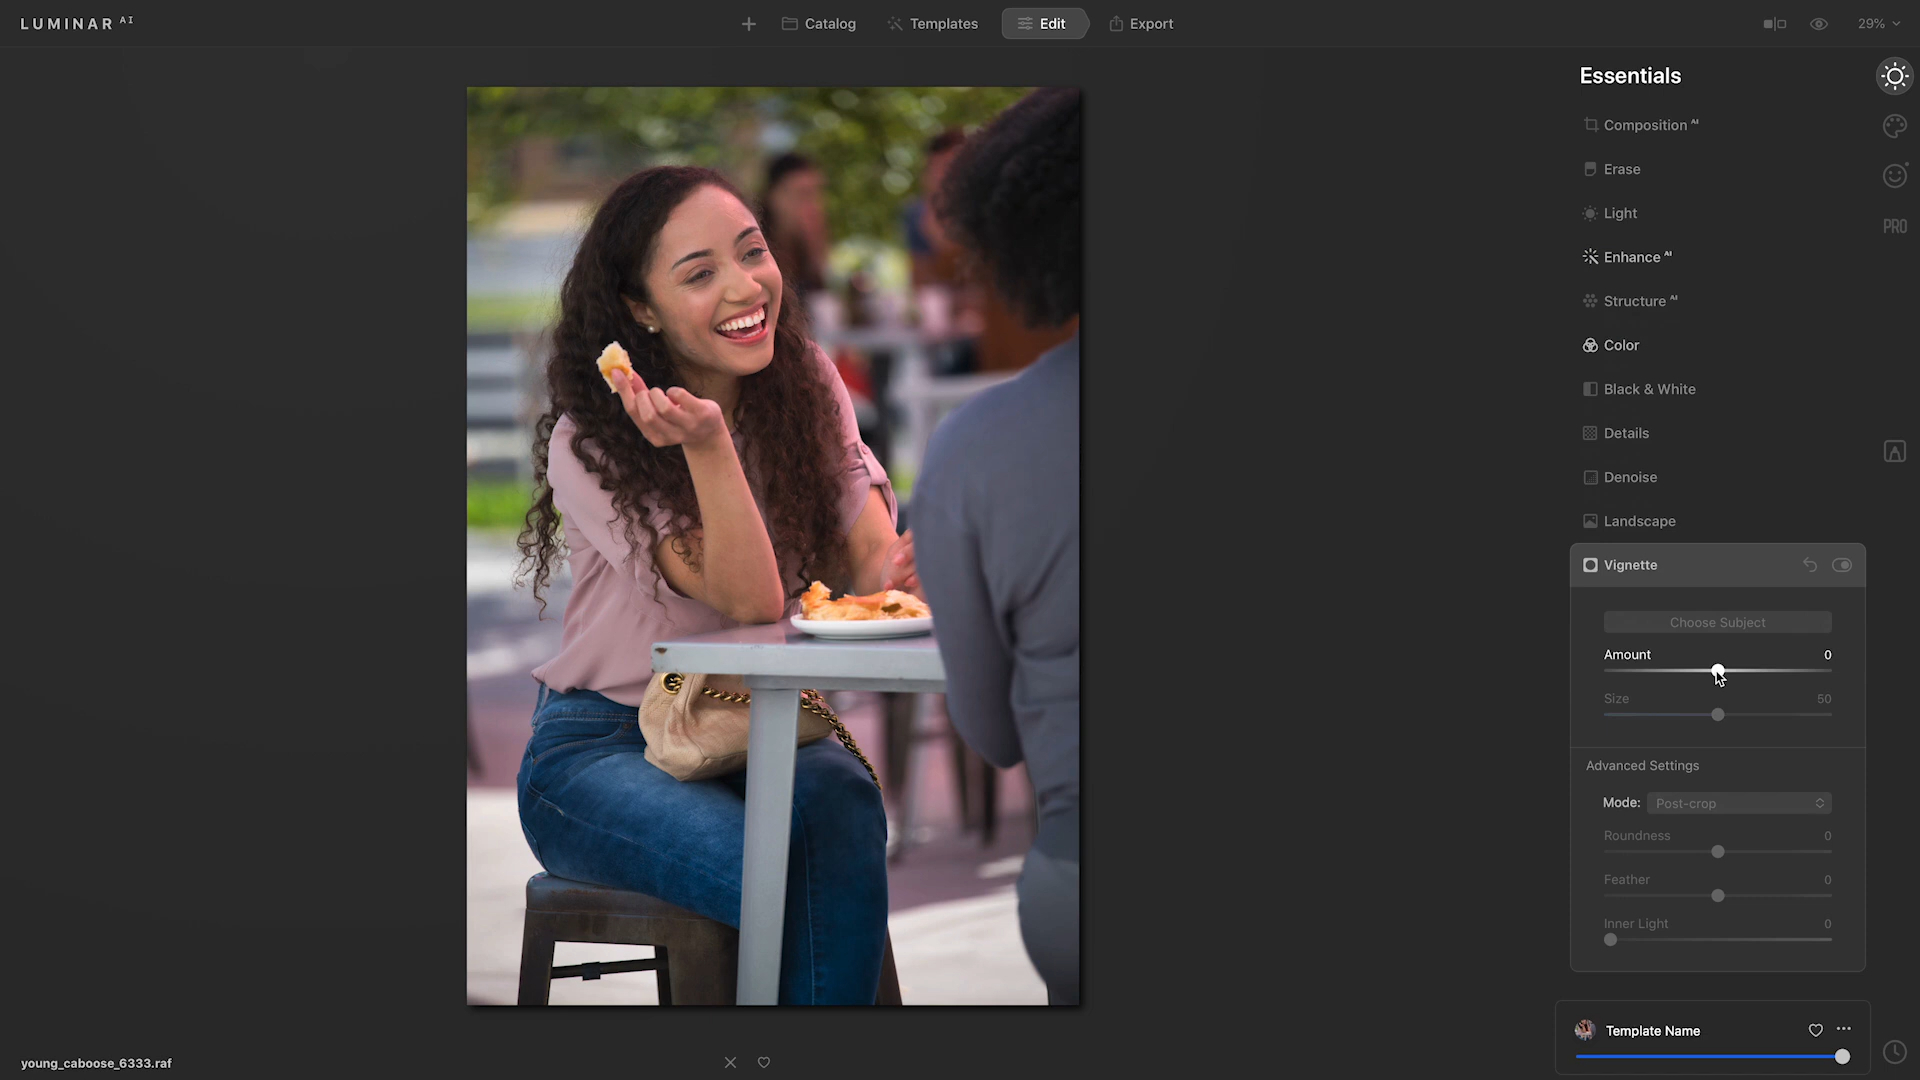 LUMINAR AI
Catalog
Templates
Edit
Export
29%
Essentials
Composition AI
Erase
Light
PRO
Enhance AI
Structure AI
Color
Black & White
Details
Denoise
Landscape
Vignette
Choose Subject
Amount 0
Size 50
Advanced Settings
Mode: Post-crop
Roundness 0
Feather 0
Inner Light 0
Template Name
young_caboose_6333.raf